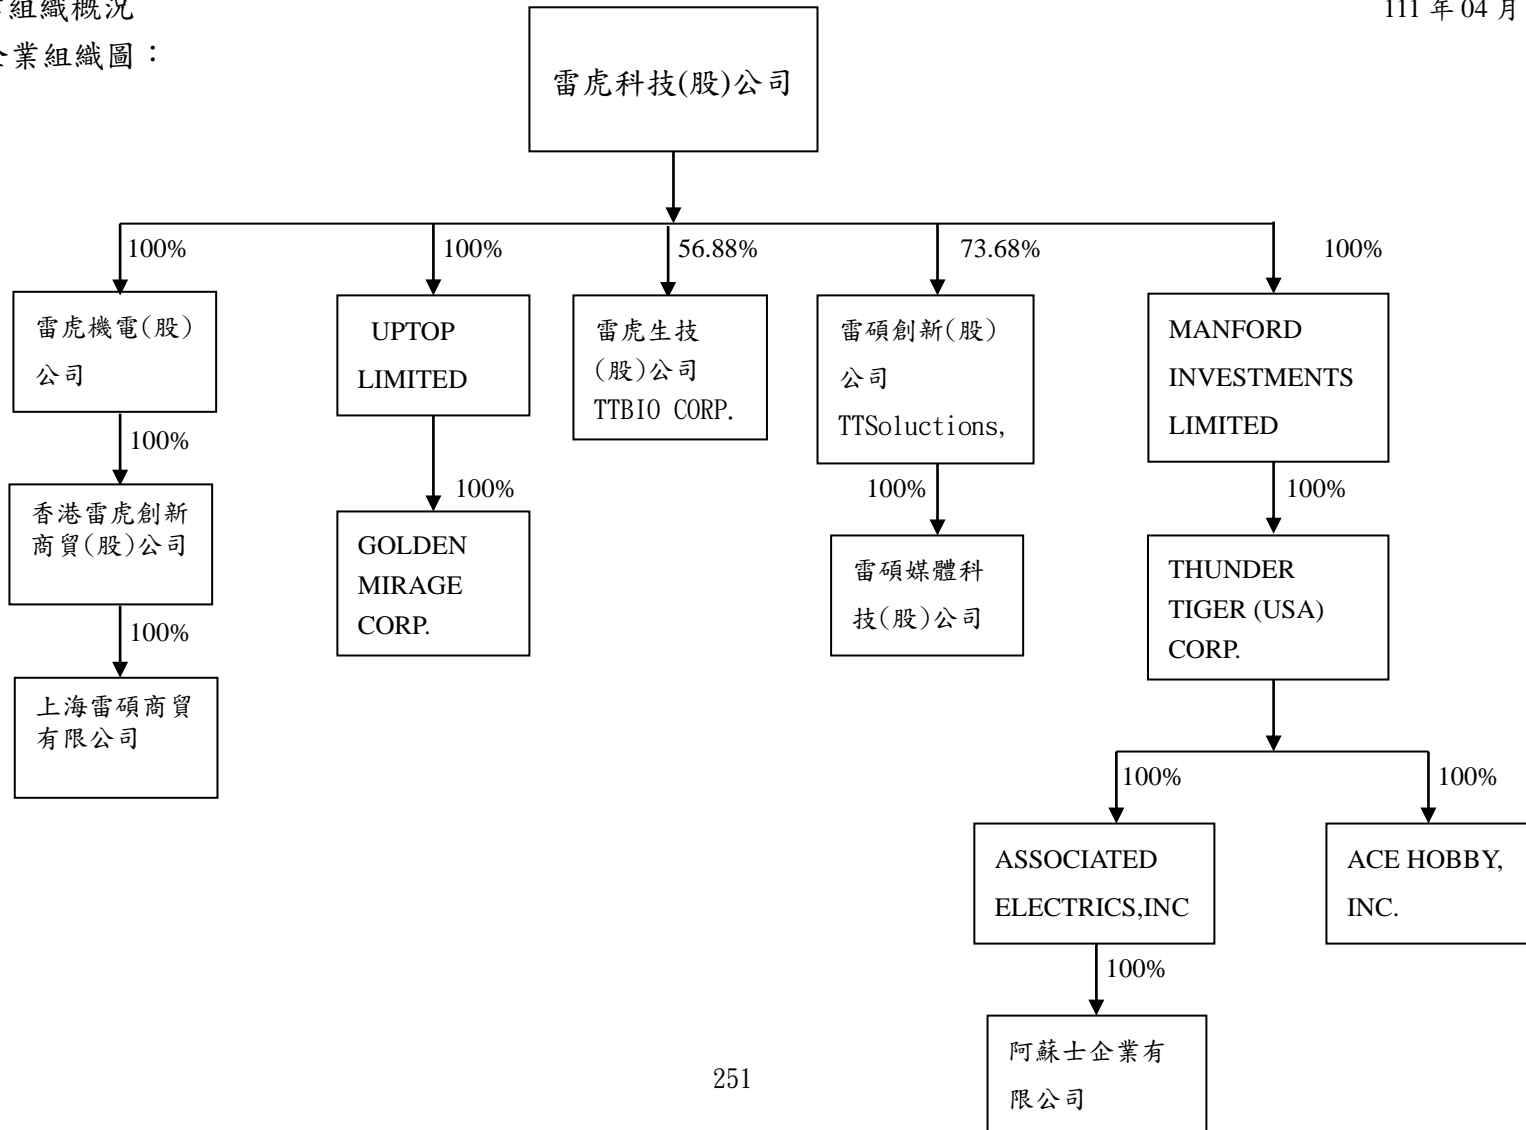 組織概況
111 年 04 月
企業組織圖：
雷虎科技(股)公司
100%
100%
56.88%
73.68%
100%
雷虎機電(股)
公司
UPTOP
LIMITED
雷虎生技
(股)公司
TTBIO CORP.
雷碩創新(股)
公司
TTSoluctions,
MANFORD
INVESTMENTS
LIMITED
100%
100%
100%
100%
香港雷虎創新
商貿(股)公司
GOLDEN
MIRAGE
CORP.
雷碩媒體科
技(股)公司
THUNDER
TIGER (USA)
CORP.
100%
上海雷碩商貿
有限公司
100%
100%
ASSOCIATED
ELECTRICS,INC
ACE HOBBY,
INC.
100%
阿蘇士企業有
限公司
251